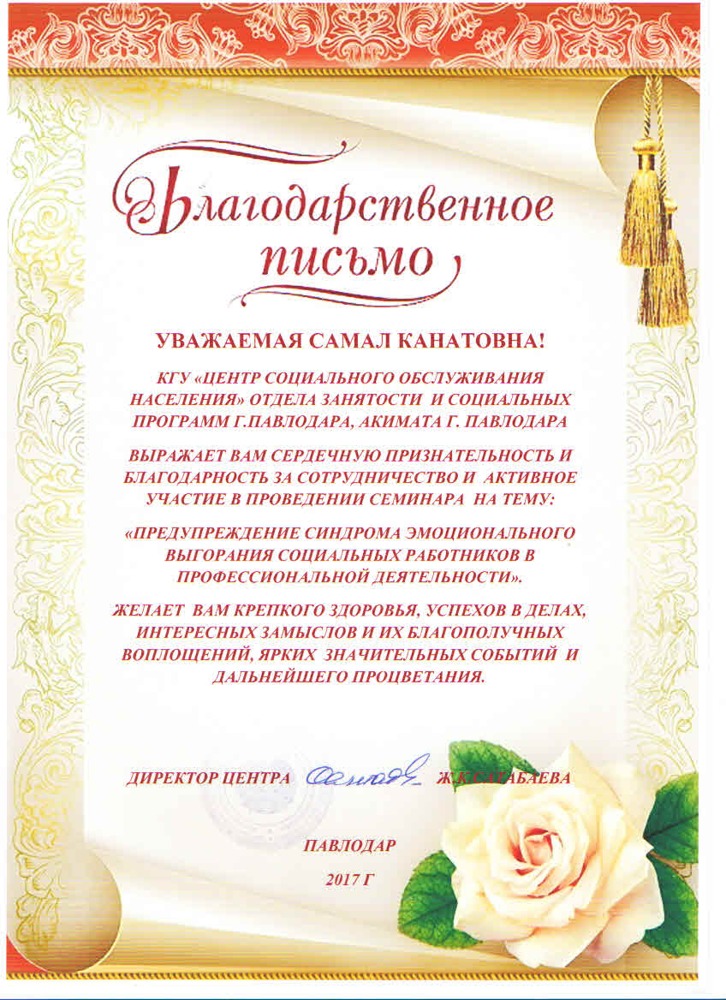 Благодарственное
письмо
УВАЖАЕМАЯ САМАЛ КАНАТОВНА!
КГУ «ЦЕНТР СОЦИАЛЬНОГО ОБСЛУЖИВАНИЯ
НАСЕЛЕНИЯ» ОТДЕЛА ЗАНЯТОСТИ И СОЦИАЛЬНЫХ
ПРОГРАММ Г.ПАВЛОДАРА, АКИМАТА Г. ПАВЛОДАРА
ВЫРАЖАЕТ ВАМ СЕРДЕЧНУЮ ПРИЗНАТЕЛЬНОСТЬ И
БЛАГОДАРНОСТЬ ЗА СОТРУДНИЧЕСТВО И АКТИВНОЕ
УЧАСТИЕ В ПРОВЕДЕНИИ СЕМИНАРА НА ТЕМУ:
«ПРЕДУПРЕЖДЕНИЕ СИНДРОМА ЭМОЦИОНАЛЬНОГО
ВЫГОРАНИЯ СОЦИАЛЬНЫХ РАБОТНИКОВ В
ПРОФЕССИОНАЛЬНОЙ ДЕЯТЕЛЬНОСТИ».
ЖЕЛАЕТ ВАМ КРЕПКОГО ЗДОРОВЬЯ, УСПЕХОВ В ДЕЛАХ,
ИНТЕРЕСНЫХ ЗАМЫСЛОВ И ИХ БЛАГОПОЛУЧНЫХ
ВОПЛОЩЕНИЙ, ЯРКИХ ЗНАЧИТЕЛЬНЫХ СОБЫТИЙ И
ДАЛЬНЕЙШЕГО ПРОЦВЕТАНИЯ.
ДИРЕКТОР ЦЕНТРА Ж.К.САТАБАЕВА
ПАВЛОДАР
2017 Г